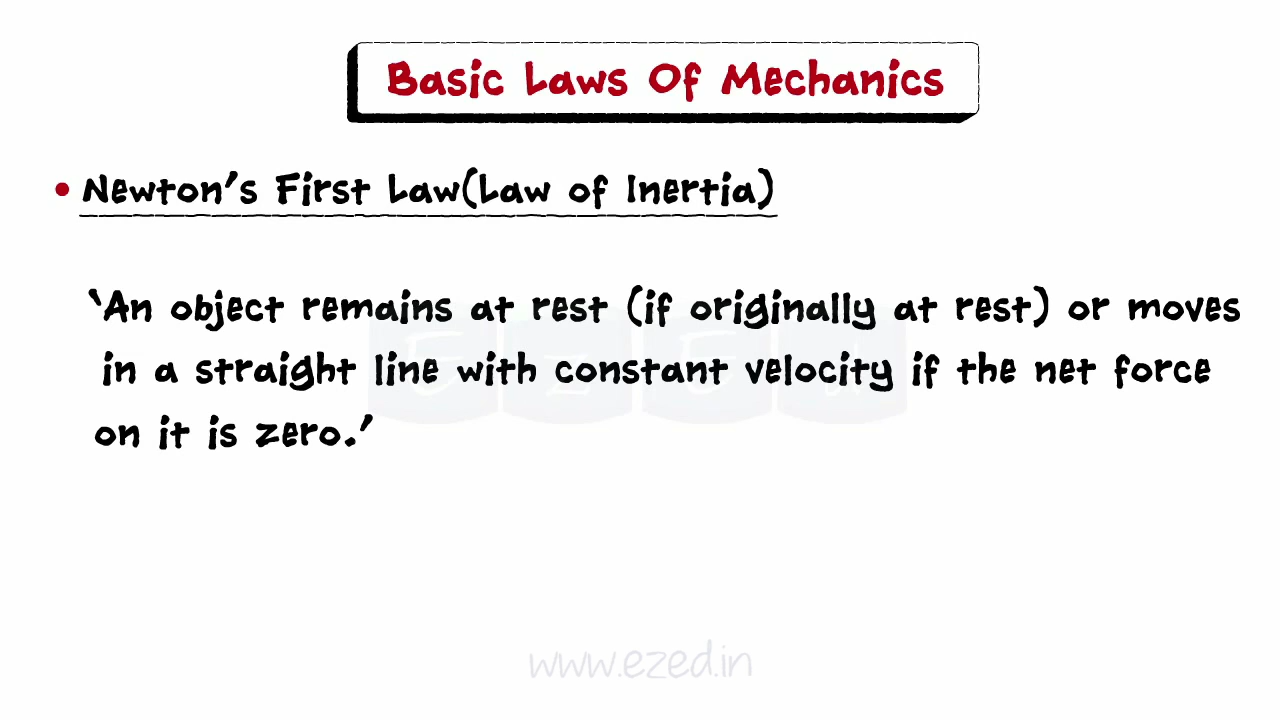 Basic Laws Of Mechanics
• Newton's First Law(Law of Inertia)
‘An object remains at rest (if originally at rest) or moves
in a straight line with constant velocity if the net force
on it is zero.’
EzEd
www.ezed.in